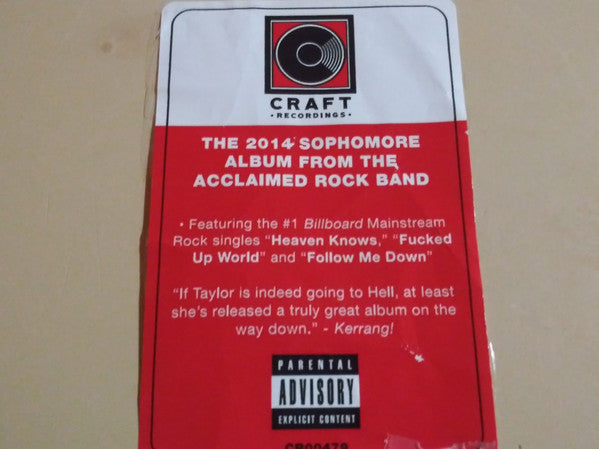 CRAFT
• RECORDINGS •
THE 2014 SOPHOMORE
ALBUM FROM THE
ACCLAIMED ROCK BAND
• Featuring the #1 Billboard Mainstream
Rock singles “Heaven Knows,” “Fucked
Up World” and “Follow Me Down”
“If Taylor is indeed going to Hell, at least
she’s released a truly great album on the
way down.” - Kerrang!
PARENTAL
ADVISORY
EXPLICIT CONTENT
CR00479